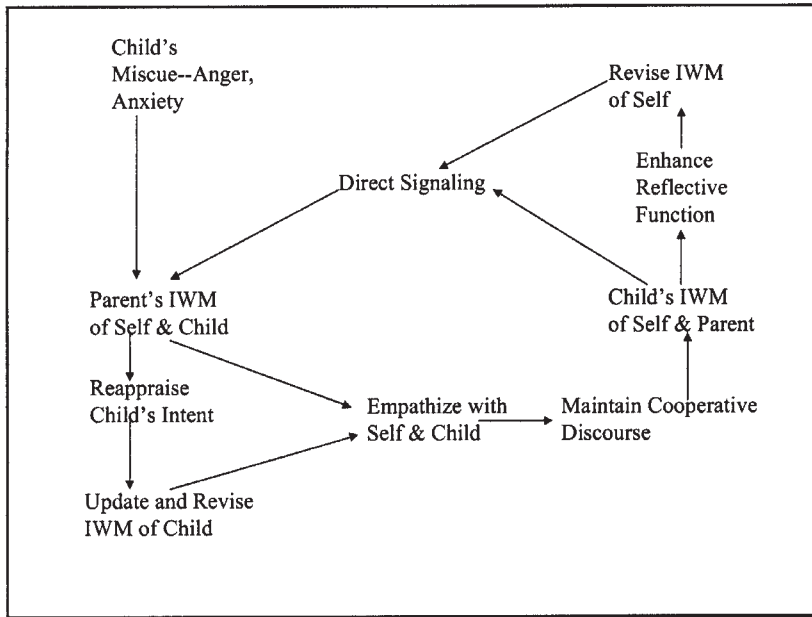 Child's
Miscue--Anger,
Anxiety
Revise IWM
of Self
Enhance
Reflective
Function
Direct Signaling
Parent's IWM
of Self & Child
Child's IWM
of Self & Parent
Reappraise
Child's Intent
Empathize with
Self & Child
Maintain Cooperative
Discourse
Update and Revise
IWM of Child